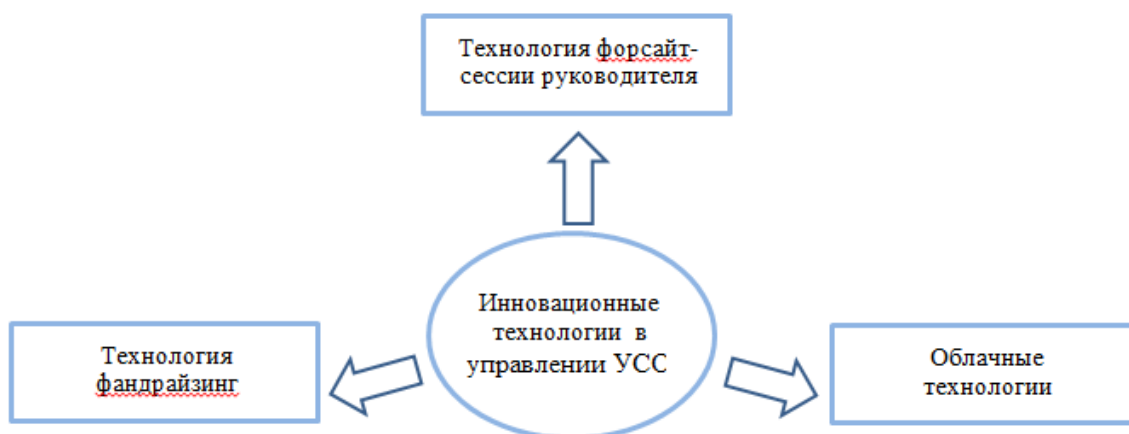 Технология форсайт-
сессии руководителя
Инновационные
технологии в
управлении УСС
Технология
фандрайзинг
Облачные
технологии